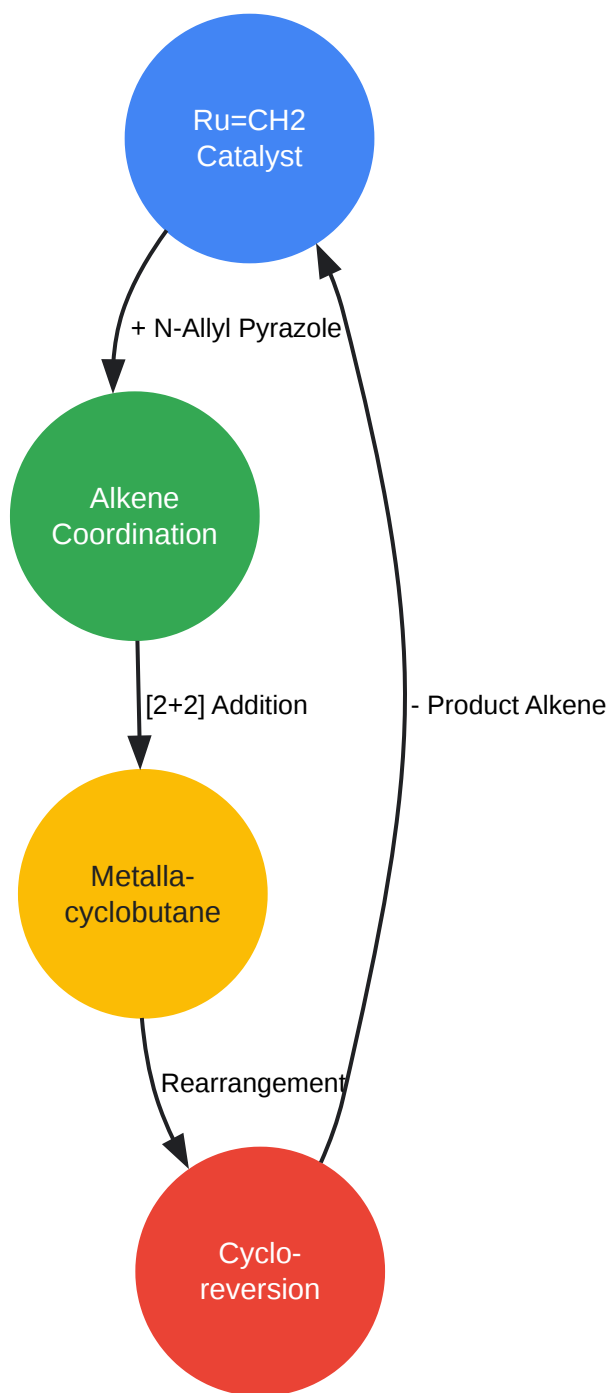 Ru=CH2
Catalyst
+ N-Allyl Pyrazole
Alkene
Coordination
[2+2] Addition
- Product Alkene
Metalla-
cyclobutane
Rearrangement
Cyclo-
reversion